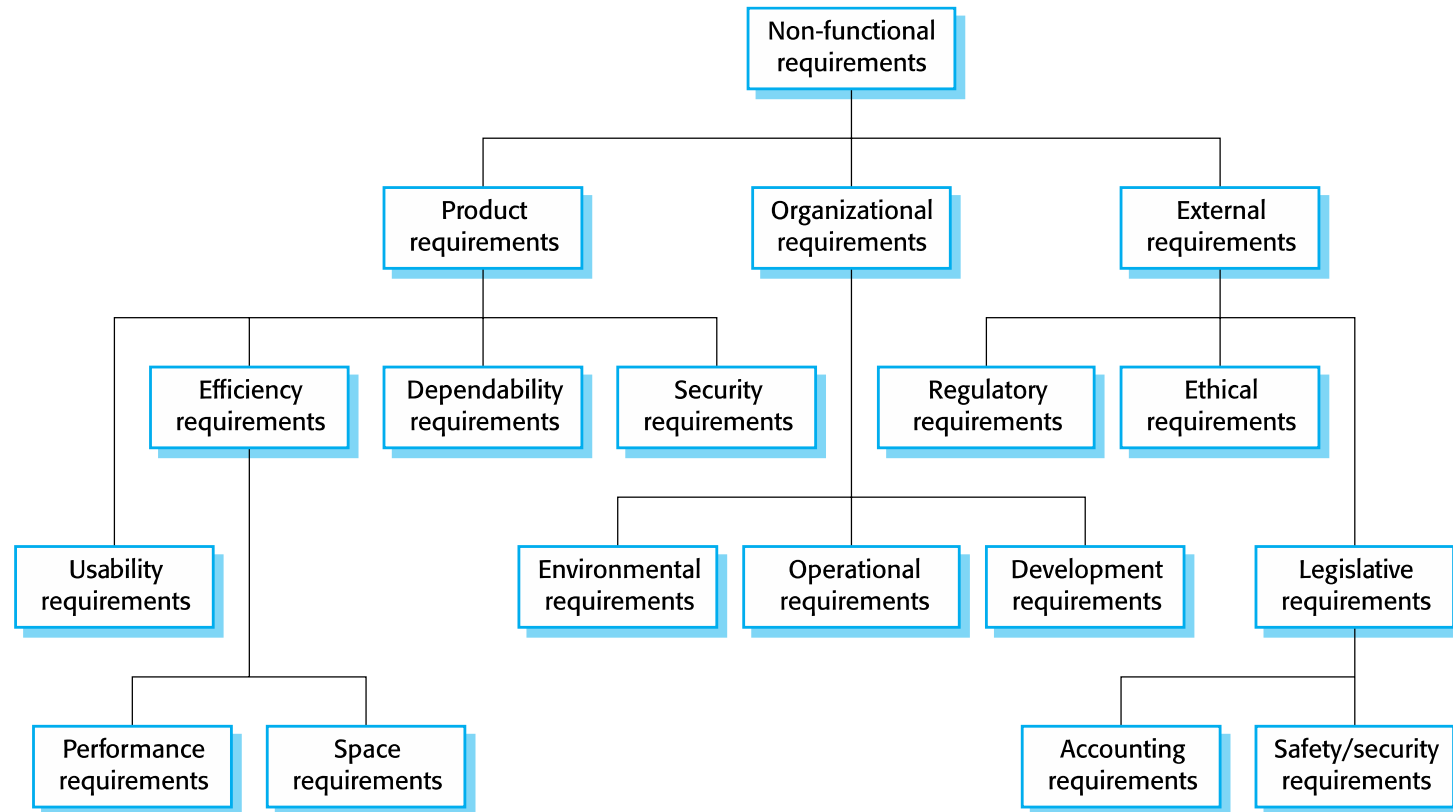 Non-functional
requirements
Product
requirements
Organizational
requirements
External
requirements
Efficiency
requirements
Dependability
requirements
Security
requirements
Regulatory
requirements
Ethical
requirements
Usability
requirements
Environmental
requirements
Operational
requirements
Development
requirements
Legislative
requirements
Performance
requirements
Space
requirements
Accounting
requirements
Safety/security
requirements